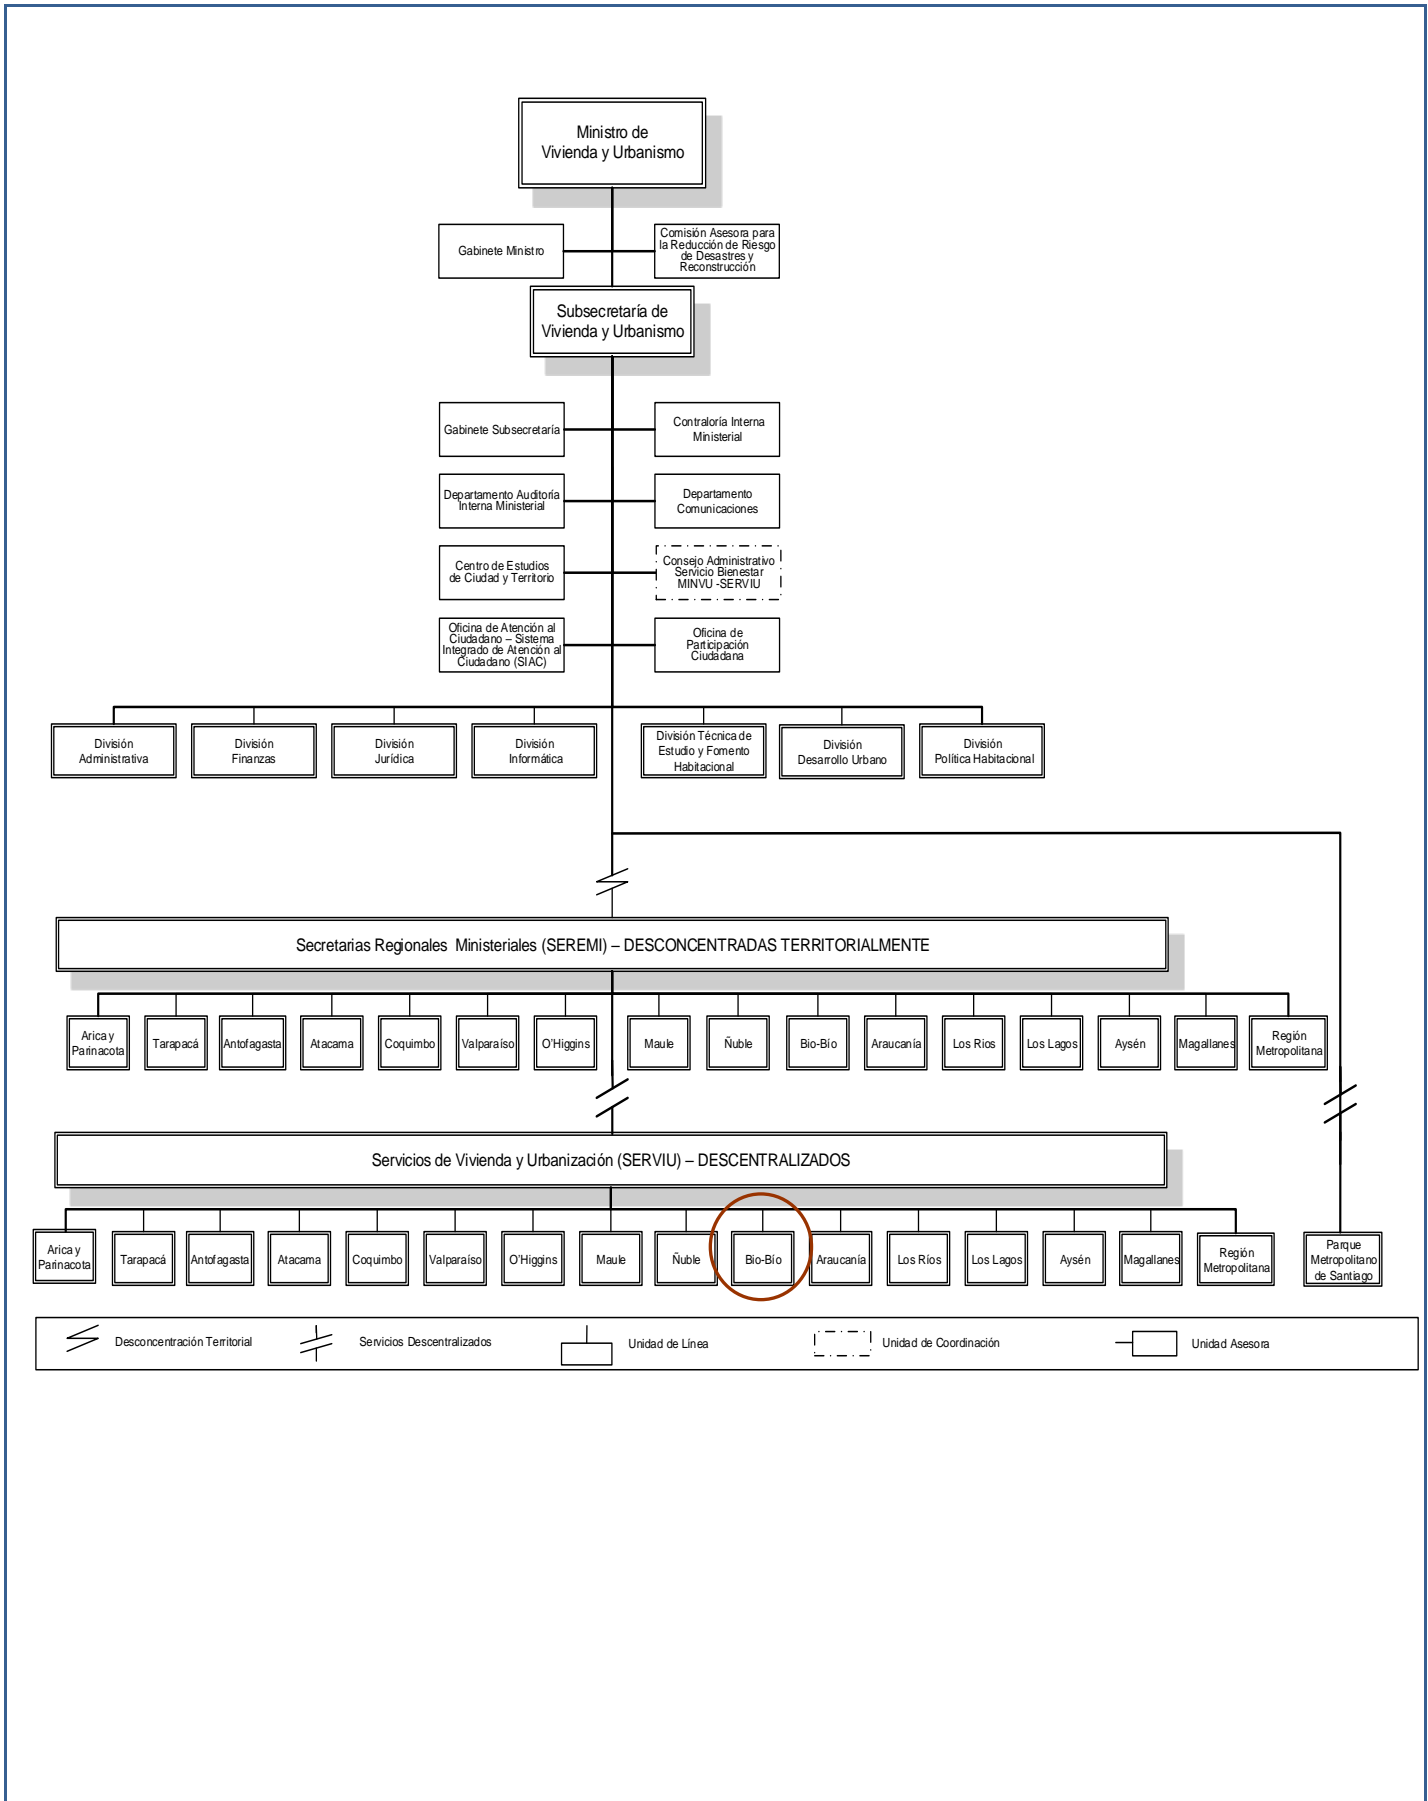 Ministro de
Vivienda y Urbanismo
Gabinete Ministro
Comisión Asesora para
la Reducción de Riesgo
de Desastres y
Reconstrucción
Subsecretaría de
Vivienda y Urbanismo
Gabinete Subsecretaría
Contraloría Interna
Ministerial
Departamento Auditoría
Interna Ministerial
Departamento
Comunicaciones
Centro de Estudios
de Ciudad y Territorio
Consejo Administrativo
Servicio Bienestar
MINVU -SERVIU
Oficina de Atención al
Ciudadano – Sistema
Integrado de Atención al
Ciudadano (SIAC)
Oficina de
Participación
Ciudadana
División
Administrativa
División
Finanzas
División
Jurídica
División
Informática
División Técnica de
Estudio y Fomento
Habitacional
División
Desarrollo Urbano
División
Política Habitacional
Secretarias Regionales Ministeriales (SEREMI) – DESCONCENTRADAS TERRITORIALMENTE
Arica y
Parinacota
Tarapacá
Antofagasta
Atacama
Coquimbo
Valparaíso
O'Higgins
Maule
Ñuble
Bio-Bío
Araucanía
Los Rios
Los Lagos
Aysén
Magallanes
Región
Metropolitana
Servicios de Vivienda y Urbanización (SERVIU) – DESCENTRALIZADOS
Arica y
Parinacota
Tarapacá
Antofagasta
Atacama
Coquimbo
Valparaíso
O'Higgins
Maule
Ñuble
Bio-Bío
Araucanía
Los Ríos
Los Lagos
Aysén
Magallanes
Región
Metropolitana
Parque
Metropolitano
de Santiago
Desconcentración Territorial
Servicios Descentralizados
Unidad de Línea
Unidad de Coordinación
Unidad Asesora